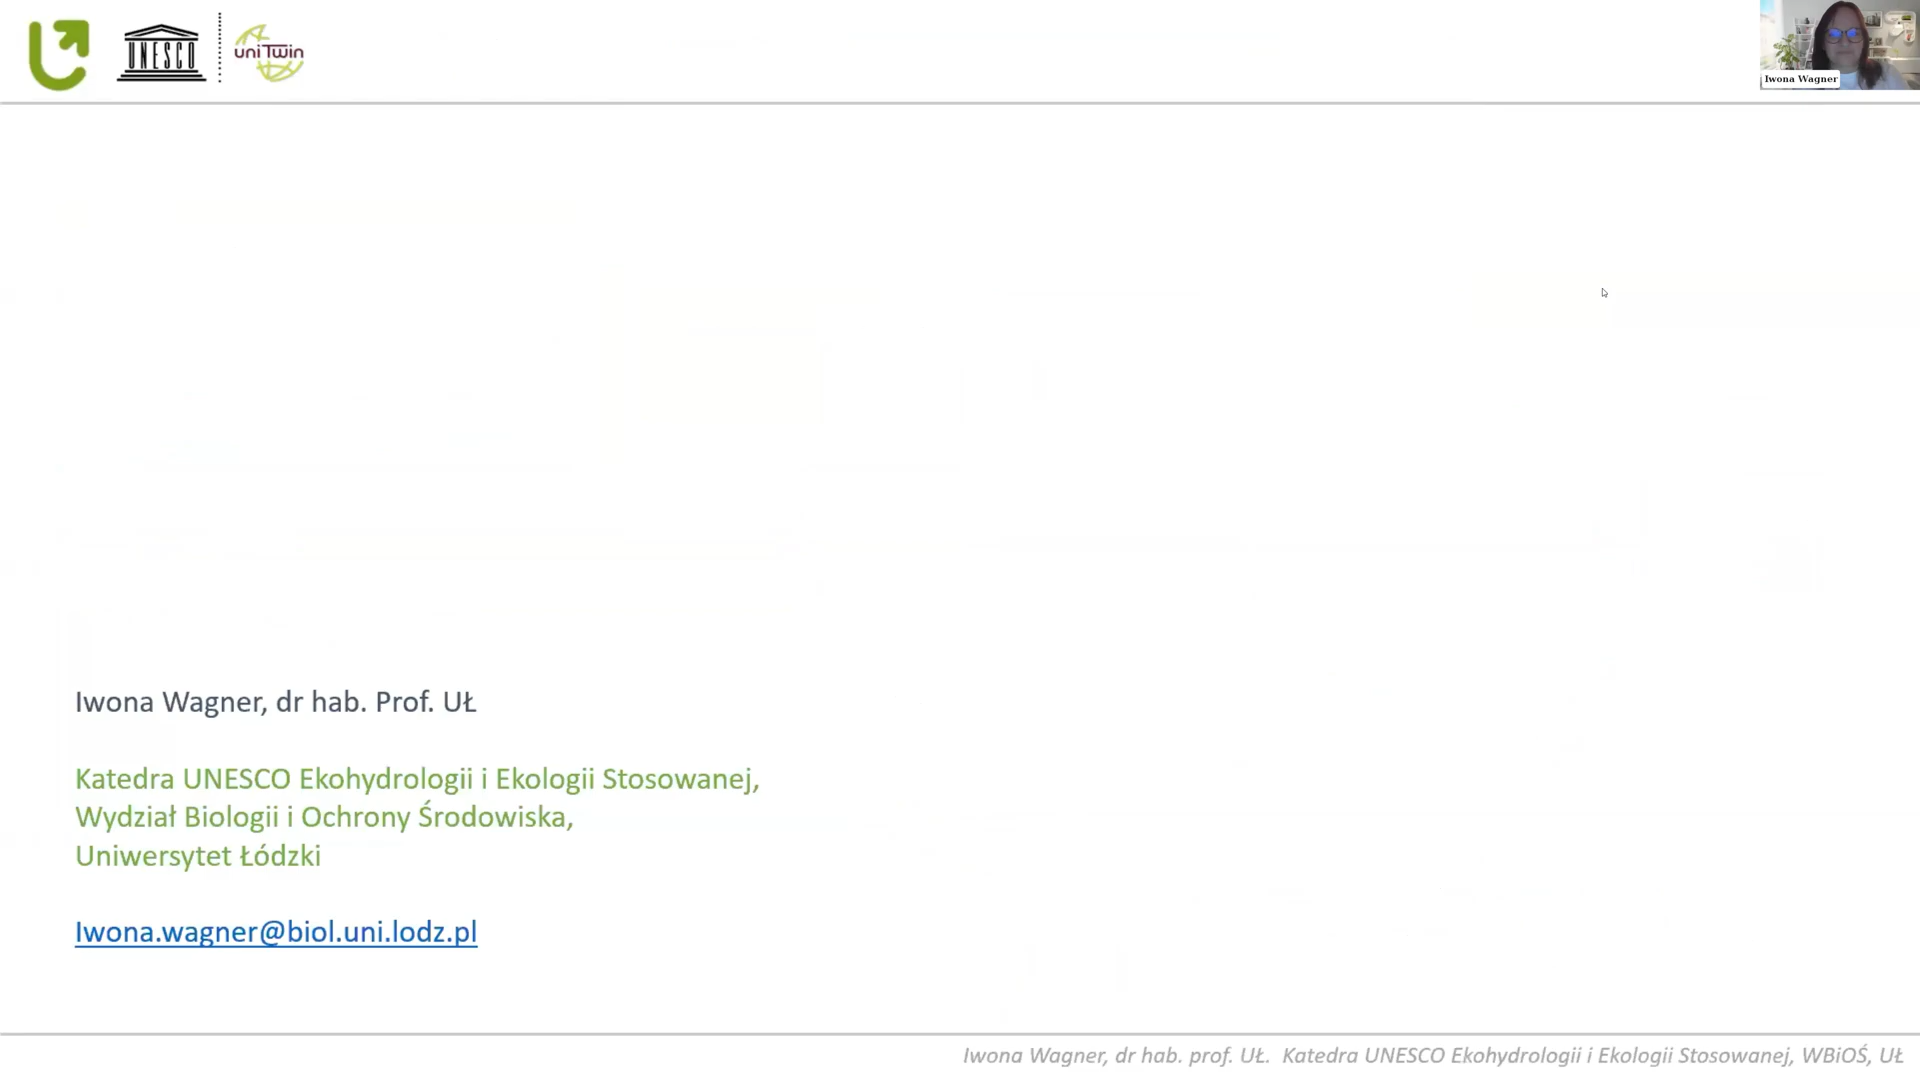 UNESCO
uniTwin
Iwona Wagner
Iwona Wagner, dr hab. Prof. UŁ
Katedra UNESCO Ekohydrologii i Ekologii Stosowanej,
Wydział Biologii i Ochrony Środowiska,
Uniwersytet Łódzki
Iwona.wagner@biol.uni.lodz.pl
Iwona Wagner, dr hab. prof. UŁ. Katedra UNESCO Ekohydrologii i Ekologii Stosowanej, WBiOŚ, UŁ